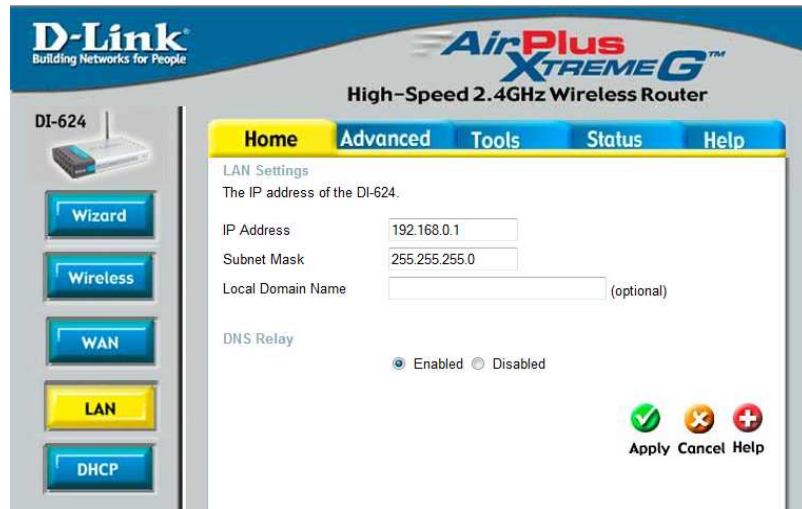 D-Link
Building Networks for People
AirPlus
XTREME G™
High-Speed 2.4GHz Wireless Router
DI-624
Home Advanced Tools Status Help
Wizard
Wireless
WAN
LAN
DHCP
LAN Settings
The IP address of the DI-624.
IP Address 192.168.0.1
Subnet Mask 255.255.255.0
Local Domain Name (optional)
DNS Relay
Enabled Disabled
Apply Cancel Help